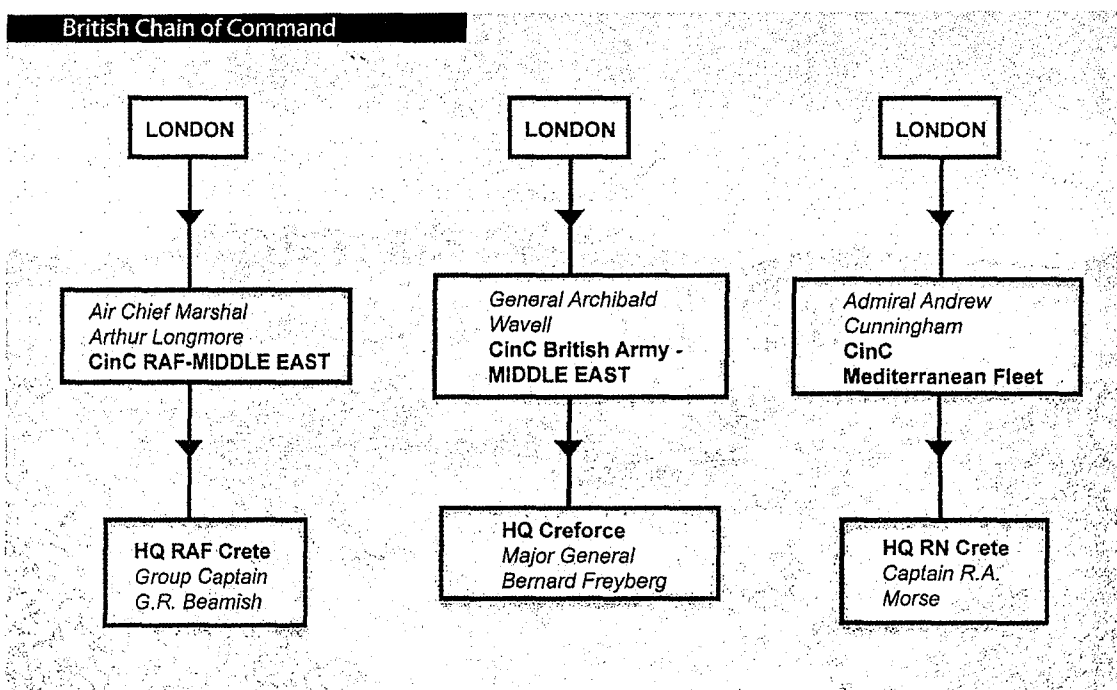 British Chain of Command
LONDON
Air Chief Marshal
Arthur Longmore
CinC RAF-MIDDLE EAST
HQ RAF Crete
Group Captain
G.R. Beamish
LONDON
General Archibald
Wavell
CinC British Army -
MIDDLE EAST
HQ Creforce
Major General
Bernard Freyberg
LONDON
Admiral Andrew
Cunningham
CinC
Mediterranean Fleet
HQ RN Crete
Captain R.A.
Morse